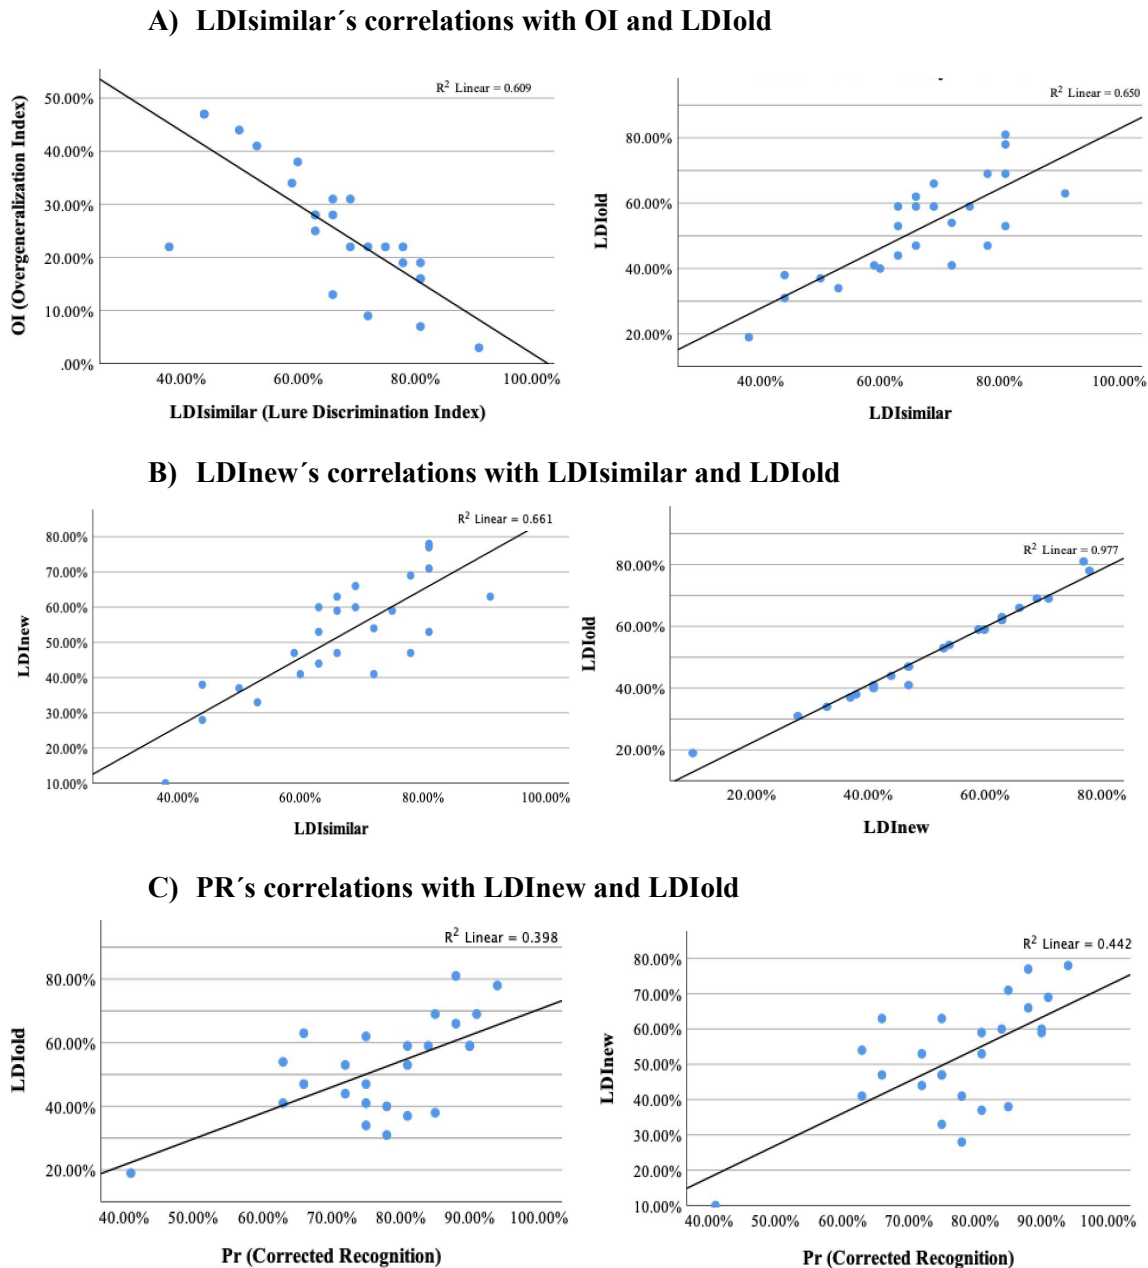 A) LDIsimilar´s correlations with OI and LDIold
R² Linear = 0.609
OI (Overgeneralization Index)
50.00%
40.00%
30.00%
20.00%
10.00%
.00%
40.00% 60.00% 80.00% 100.00%
LDIsimilar (Lure Discrimination Index)
R² Linear = 0.650
LDIold
80.00%
60.00%
40.00%
20.00%
40.00% 60.00% 80.00% 100.00%
LDIsimilar
B) LDInew´s correlations with LDIsimilar and LDIold
R² Linear = 0.661
LDInew
80.00%
70.00%
60.00%
50.00%
40.00%
30.00%
20.00%
10.00%
40.00% 60.00% 80.00% 100.00%
LDIsimilar
R² Linear = 0.977
LDIold
80.00%
60.00%
40.00%
20.00%
20.00% 40.00% 60.00% 80.00%
LDInew
C) PR´s correlations with LDInew and LDIold
R² Linear = 0.398
LDIold
80.00%
60.00%
40.00%
20.00%
40.00% 50.00% 60.00% 70.00% 80.00% 90.00% 100.00%
Pr (Corrected Recognition)
R² Linear = 0.442
LDInew
80.00%
70.00%
60.00%
50.00%
40.00%
30.00%
20.00%
10.00%
40.00% 50.00% 60.00% 70.00% 80.00% 90.00% 100.00%
Pr (Corrected Recognition)